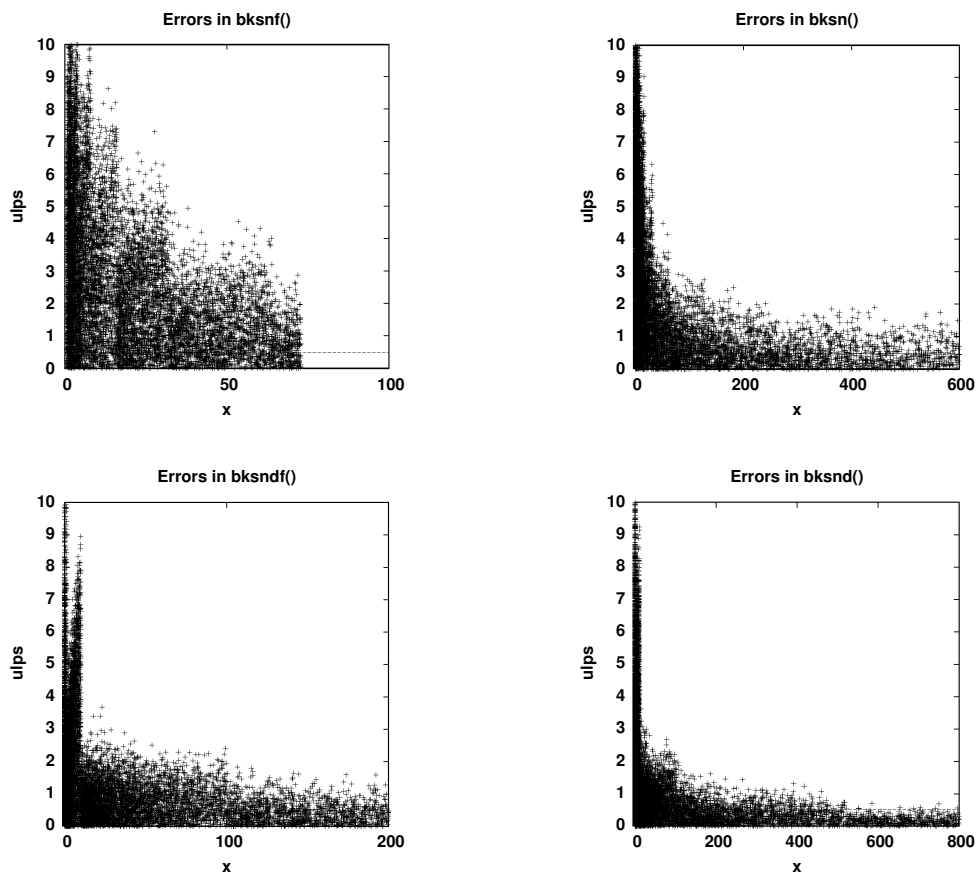 Errors in bksnf()
10
9
8
7
6
5
4
3
2
1
0
ulps
0 50 100
x
Errors in bksn()
10
9
8
7
6
5
4
3
2
1
0
ulps
0 200 400 600
x
Errors in bksndf()
10
9
8
7
6
5
4
3
2
1
0
ulps
0 100 200
x
Errors in bksnd()
10
9
8
7
6
5
4
3
2
1
0
ulps
0 200 400 600 800
x